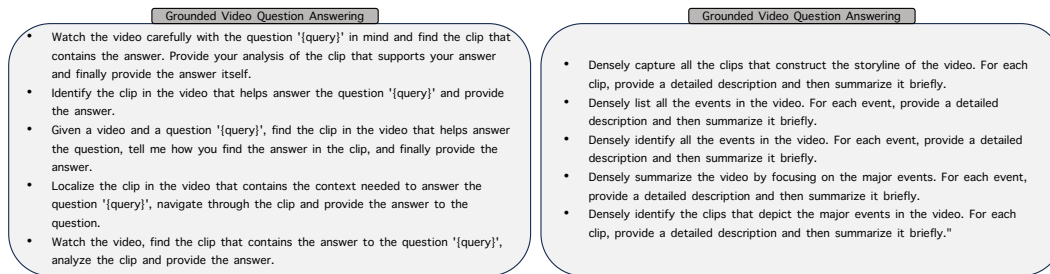 Grounded Video Question Answering
• Watch the video carefully with the question '{query}' in mind and find the clip that
contains the answer. Provide your analysis of the clip that supports your answer
and finally provide the answer itself.
• Identify the clip in the video that helps answer the question '{query}' and provide
the answer.
• Given a video and a question '{query}', find the clip in the video that helps answer
the question, tell me how you find the answer in the clip, and finally provide the
answer.
• Localize the clip in the video that contains the context needed to answer the
question '{query}', navigate through the clip and provide the answer to the
question.
• Watch the video, find the clip that contains the answer to the question '{query}',
analyze the clip and provide the answer.
Grounded Video Question Answering
• Densely capture all the clips that construct the storyline of the video. For each
clip, provide a detailed description and then summarize it briefly.
• Densely list all the events in the video. For each event, provide a detailed
description and then summarize it briefly.
• Densely identify all the events in the video. For each event, provide a detailed
description and then summarize it briefly.
• Densely summarize the video by focusing on the major events. For each event,
provide a detailed description and then summarize it briefly.
• Densely identify the clips that depict the major events in the video. For each
clip, provide a detailed description and then summarize it briefly."